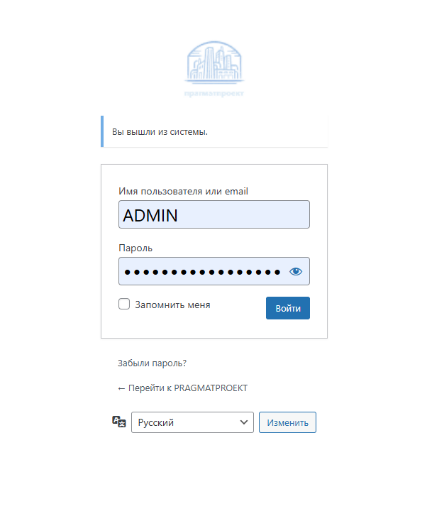 прагматпроект
Вы вышли из системы.
Имя пользователя или email
ADMIN
Пароль
Запомнить меня
Войти
Забыли пароль?
← Перейти к PRAGMATPROEKT
Русский
Изменить